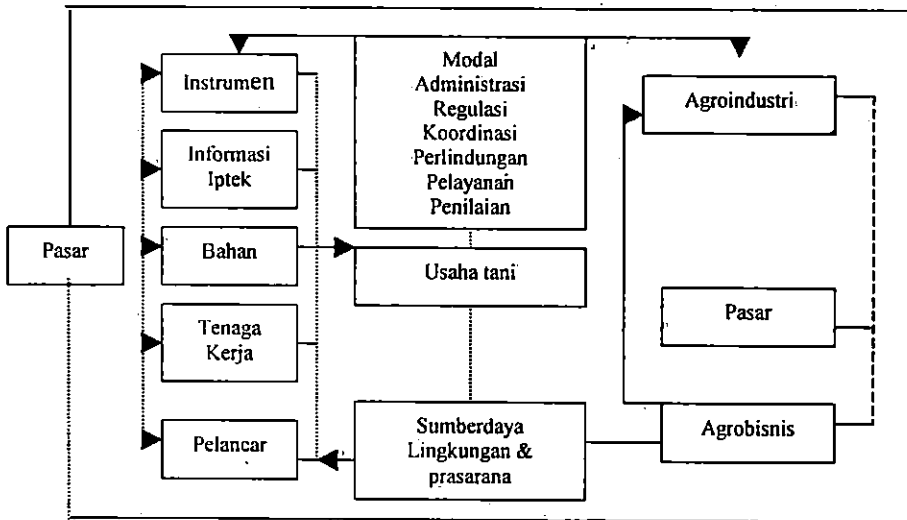 Pasar
Instrumen
Informasi
Iptek
Bahan
Tenaga
Kerja
Pelancar
Modal
Administrasi
Regulasi
Koordinasi
Perlindungan
Pelayanan
Penilaian
Usaha tani
Sumberdaya
Lingkungan &
prasarana
Agroindustri
Pasar
Agrobisnis